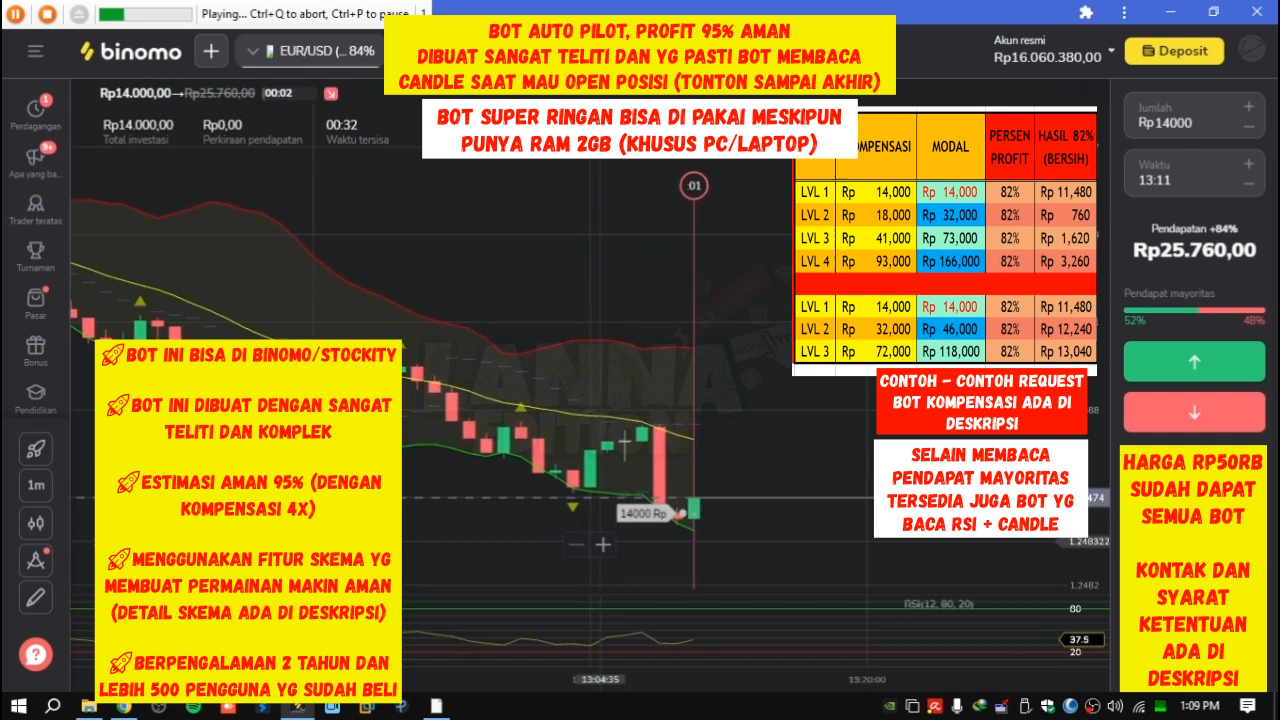 Playing... Ctrl+Q to abort, Ctrl+P to pause
BOT AUTO PILOT, PROFIT 95% AMAN
DIBUAT SANGAT TELITI DAN YG PASTI BOT MEMBACA
CANDLE SAAT MAU OPEN POSISI (TONTON SAMPAI AKHIR)
BOT SUPER RINGAN BISA DI PAKAI MESKIPUN
PUNYA RAM 2GB (KHUSUS PC/LAPTOP)
binomo
EUR/USD (... 84%
Akun resmi
Rp16.060.380,00
Deposit
Rp14.000,00→Rp25.760,00 00:02
Rp14.000,00 Rp0,00 00:32
Total investasi Perkiraan pendapatan Waktu tersisa
1
Perdagangan
9+
Apa yang ba...
Trader teratas
Turnamen
Pasar
Bonus
Pendidikan
1m
:01
MODAL PERSEN PROFIT HASIL 82% (BERSIH)
LVL 1 Rp 14,000 Rp 14,000 82% Rp 11,480
LVL 2 Rp 18,000 Rp 32,000 82% Rp 760
LVL 3 Rp 41,000 Rp 73,000 82% Rp 1,620
LVL 4 Rp 93,000 Rp 166,000 82% Rp 3,260
LVL 1 Rp 14,000 Rp 14,000 82% Rp 11,480
LVL 2 Rp 32,000 Rp 46,000 82% Rp 12,240
LVL 3 Rp 72,000 Rp 118,000 82% Rp 13,040
CONTOH - CONTOH REQUEST
BOT KOMPENSASI ADA DI
DESKRIPSI
SELAIN MEMBACA
PENDAPAT MAYORITAS
TERSEDIA JUGA BOT YG
BACA RSI + CANDLE
Jumlah
Rp14000
Waktu
13:11
Pendapatan +84%
Rp25.760,00
Pendapat mayoritas
52% 48%
HARGA RP50RB
SUDAH DAPAT
SEMUA BOT
KONTAK DAN
SYARAT
KETENTUAN
ADA DI
DESKRIPSI
BOT INI BISA DI BINOMO/STOCKITY
BOT INI DIBUAT DENGAN SANGAT
TELITI DAN KOMPLEK
ESTIMASI AMAN 95% (DENGAN
KOMPENSASI 4X)
MENGGUNAKAN FITUR SKEMA YG
MEMBUAT PERMAINAN MAKIN AMAN
(DETAIL SKEMA ADA DI DESKRIPSI)
BERPENGALAMAN 2 TAHUN DAN
LEBIH 500 PENGGUNA YG SUDAH BELI
14000 Rp
474
1.248322
1.2482
RSI(12, 80, 20)
80
37.5
20
13:04:35
13:20:00
1:09 PM